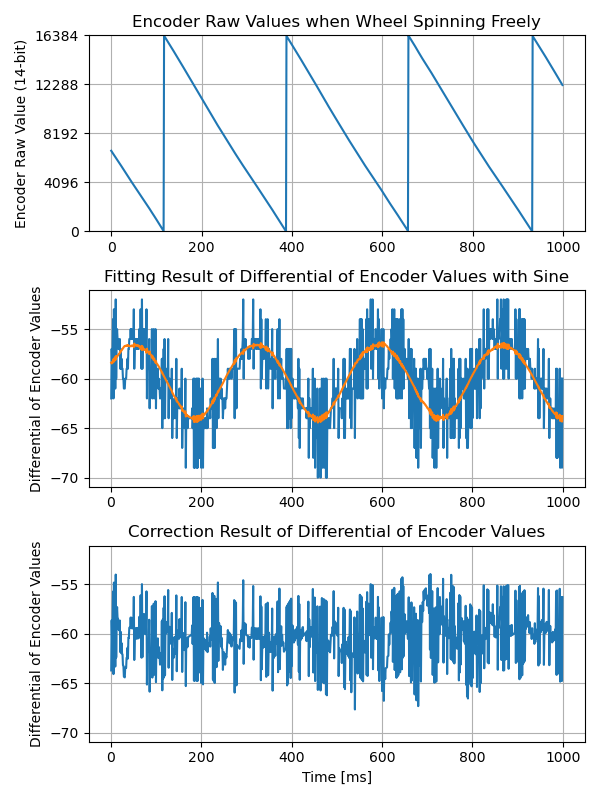 Encoder Raw Values when Wheel Spinning Freely
Encoder Raw Value (14-bit)
16384
12288
8192
4096
0
0 200 400 600 800 1000
Fitting Result of Differential of Encoder Values with Sine
Differential of Encoder Values
−55
−60
−65
−70
0 200 400 600 800 1000
Correction Result of Differential of Encoder Values
Differential of Encoder Values
−55
−60
−65
−70
0 200 400 600 800 1000
Time [ms]